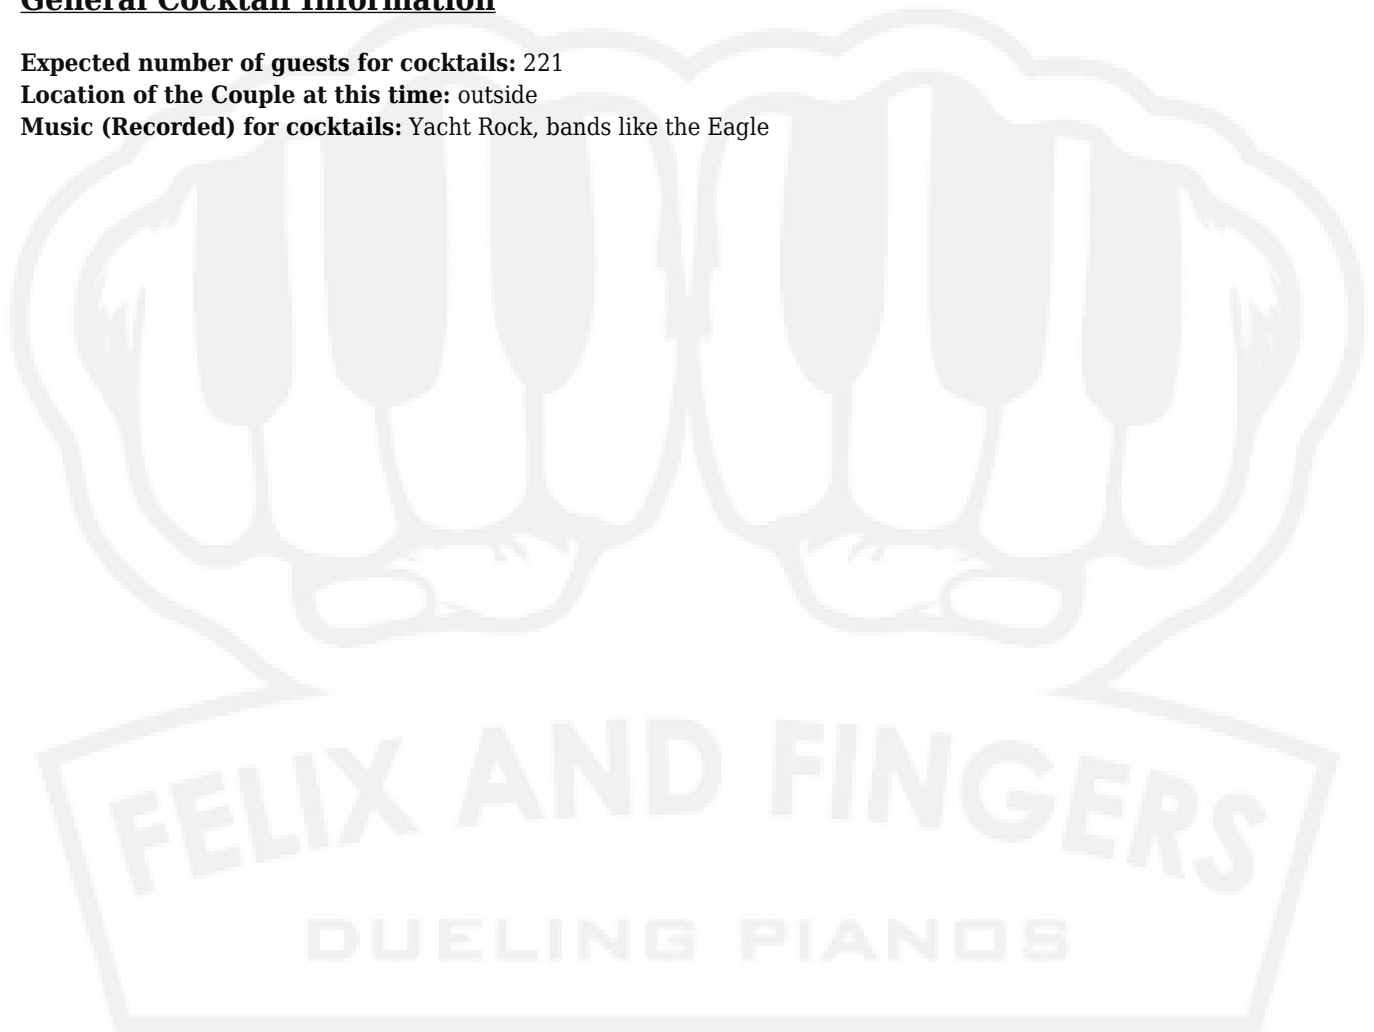 General Cocktail Information
Expected number of guests for cocktails: 221
Location of the Couple at this time: outside
Music (Recorded) for cocktails: Yacht Rock, bands like the Eagle
FELIX AND FINGERS
DUELING PIANOS